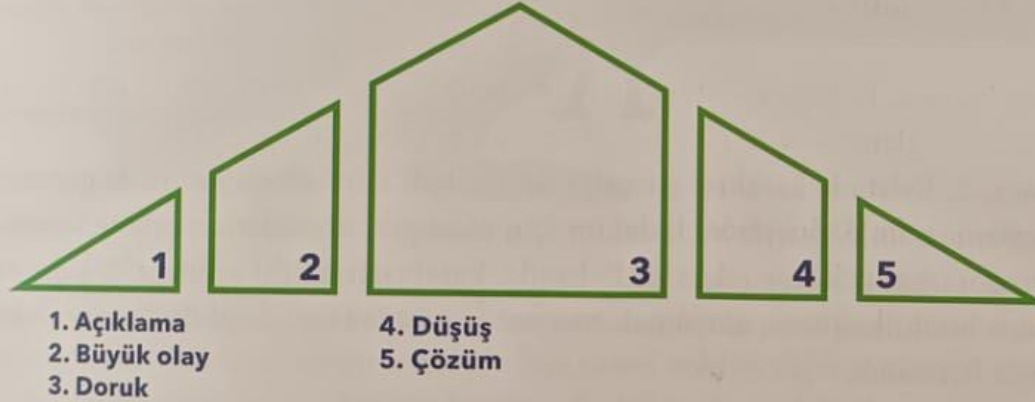 1
2
3
4
5
1. Açıklama
2. Büyük olay
3. Doruk
4. Düşüş
5. Çözüm